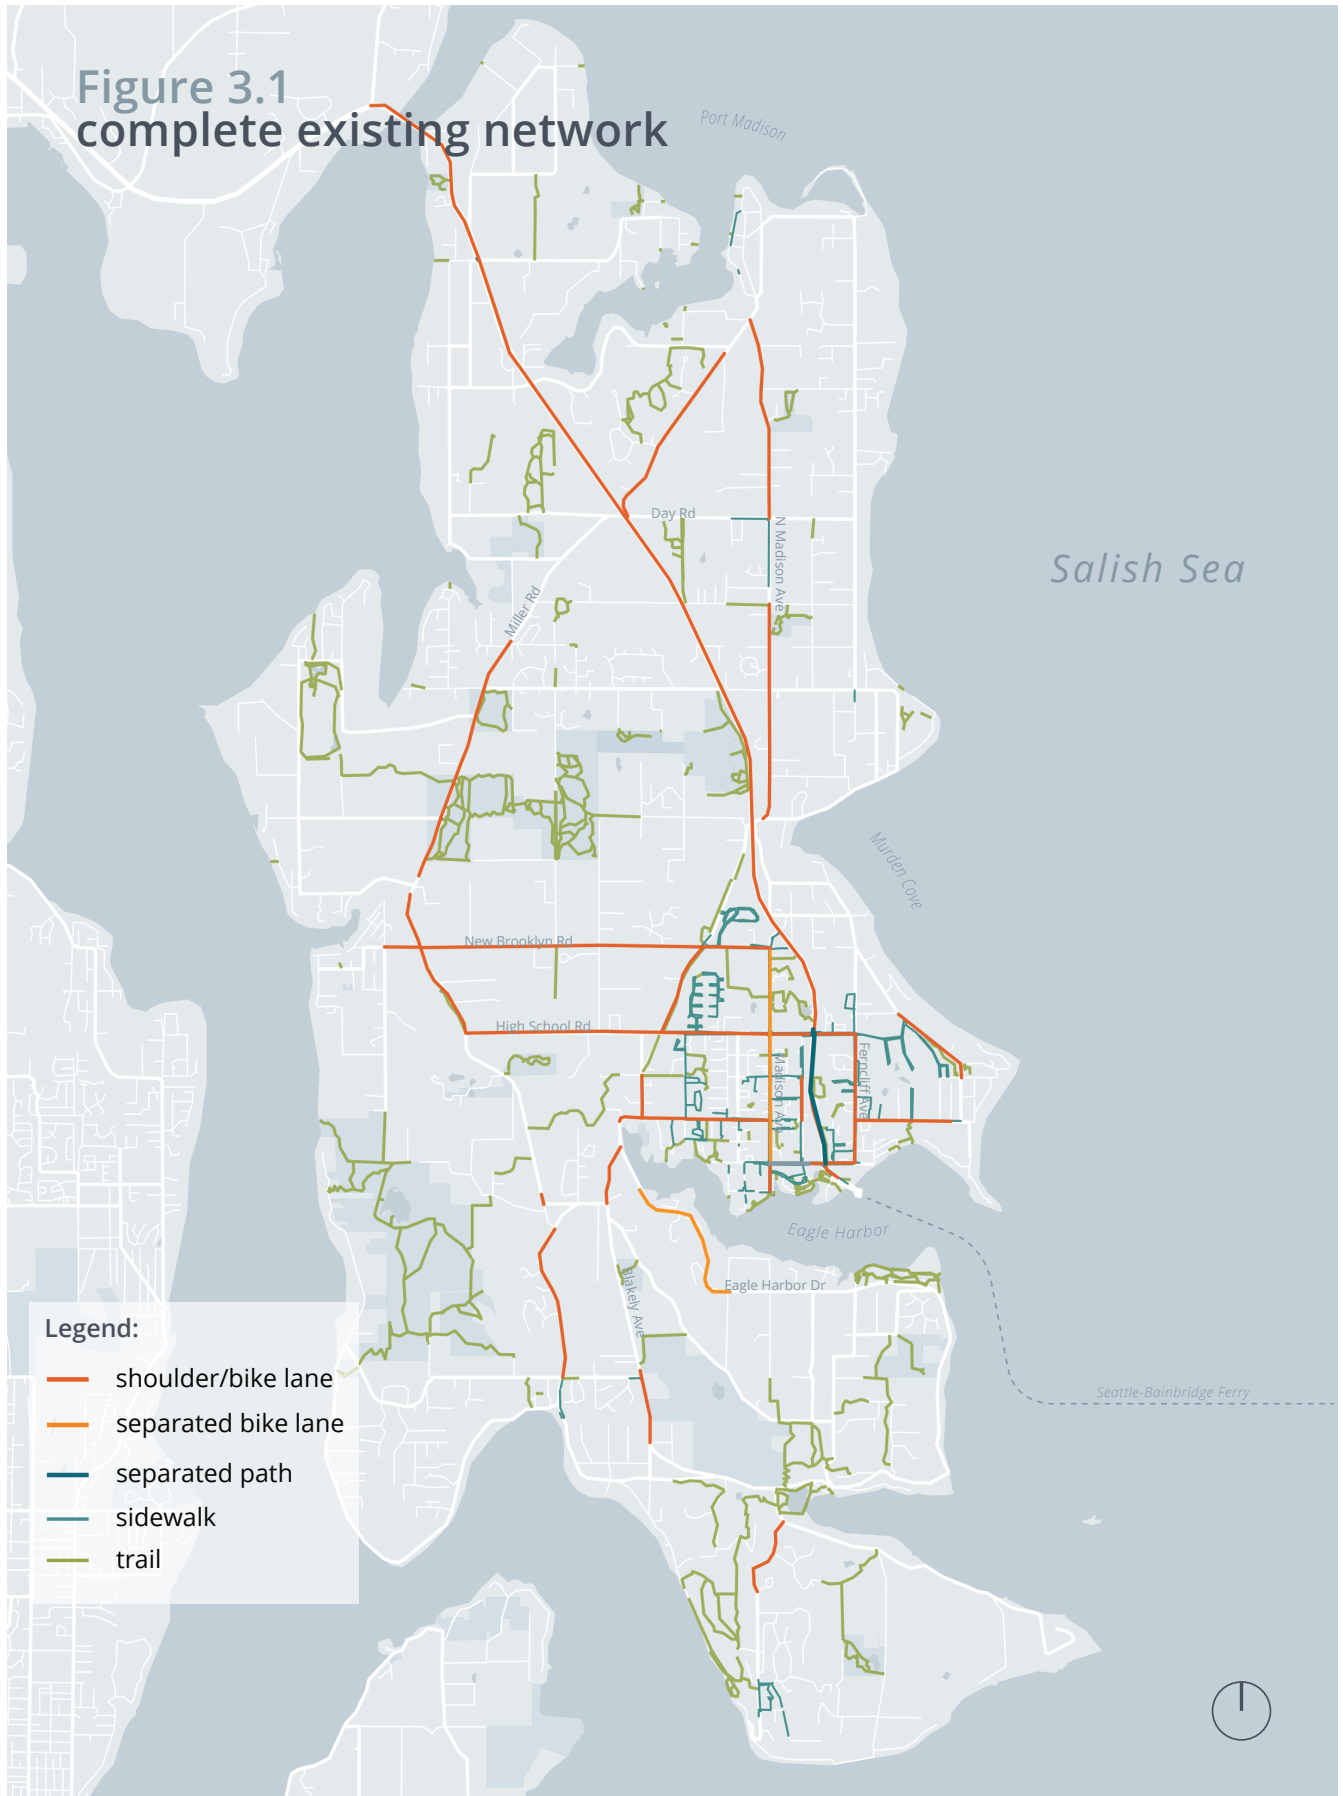 Figure 3.1
complete existing network
Port Madison
Day Rd
N Madison Ave
Salish Sea
Miller Rd
Murden Cove
New Brooklyn Rd
High School Rd
Madison Ave
Ferncliff Ave
Eagle Harbor
Eagle Harbor Dr
Blakely Ave
Seattle-Bainbridge Ferry
Legend:
shoulder/bike lane
separated bike lane
separated path
sidewalk
trail